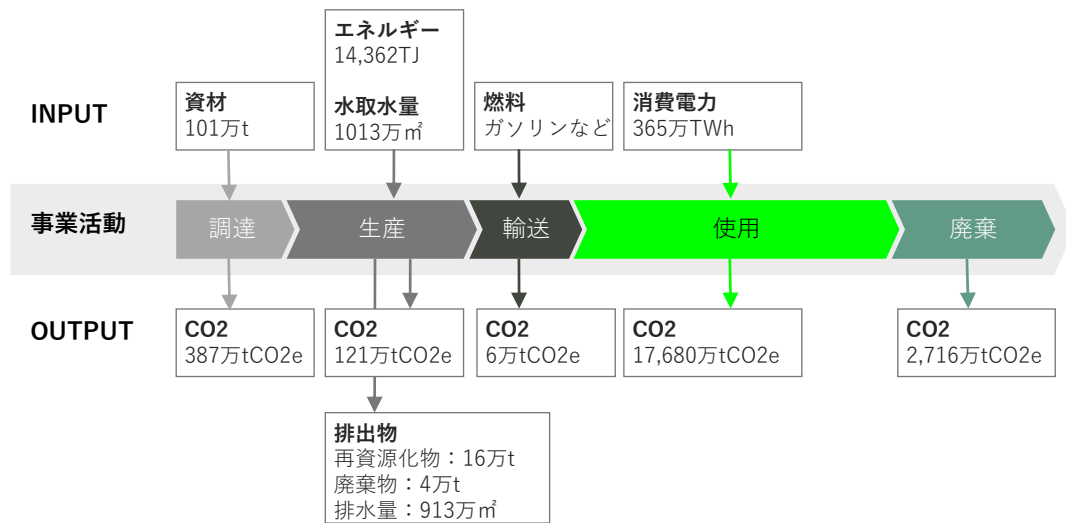 INPUT
資材
101万t
エネルギー
14,362TJ
水取水量
1013万㎥
燃料
ガソリンなど
消費電力
365万TWh
事業活動
調達
生産
輸送
使用
廃棄
OUTPUT
CO2
387万tCO2e
CO2
121万tCO2e
CO2
6万tCO2e
CO2
17,680万tCO2e
CO2
2,716万tCO2e
排出物
再資源化物：16万t
廃棄物：4万t
排水量：913万㎥